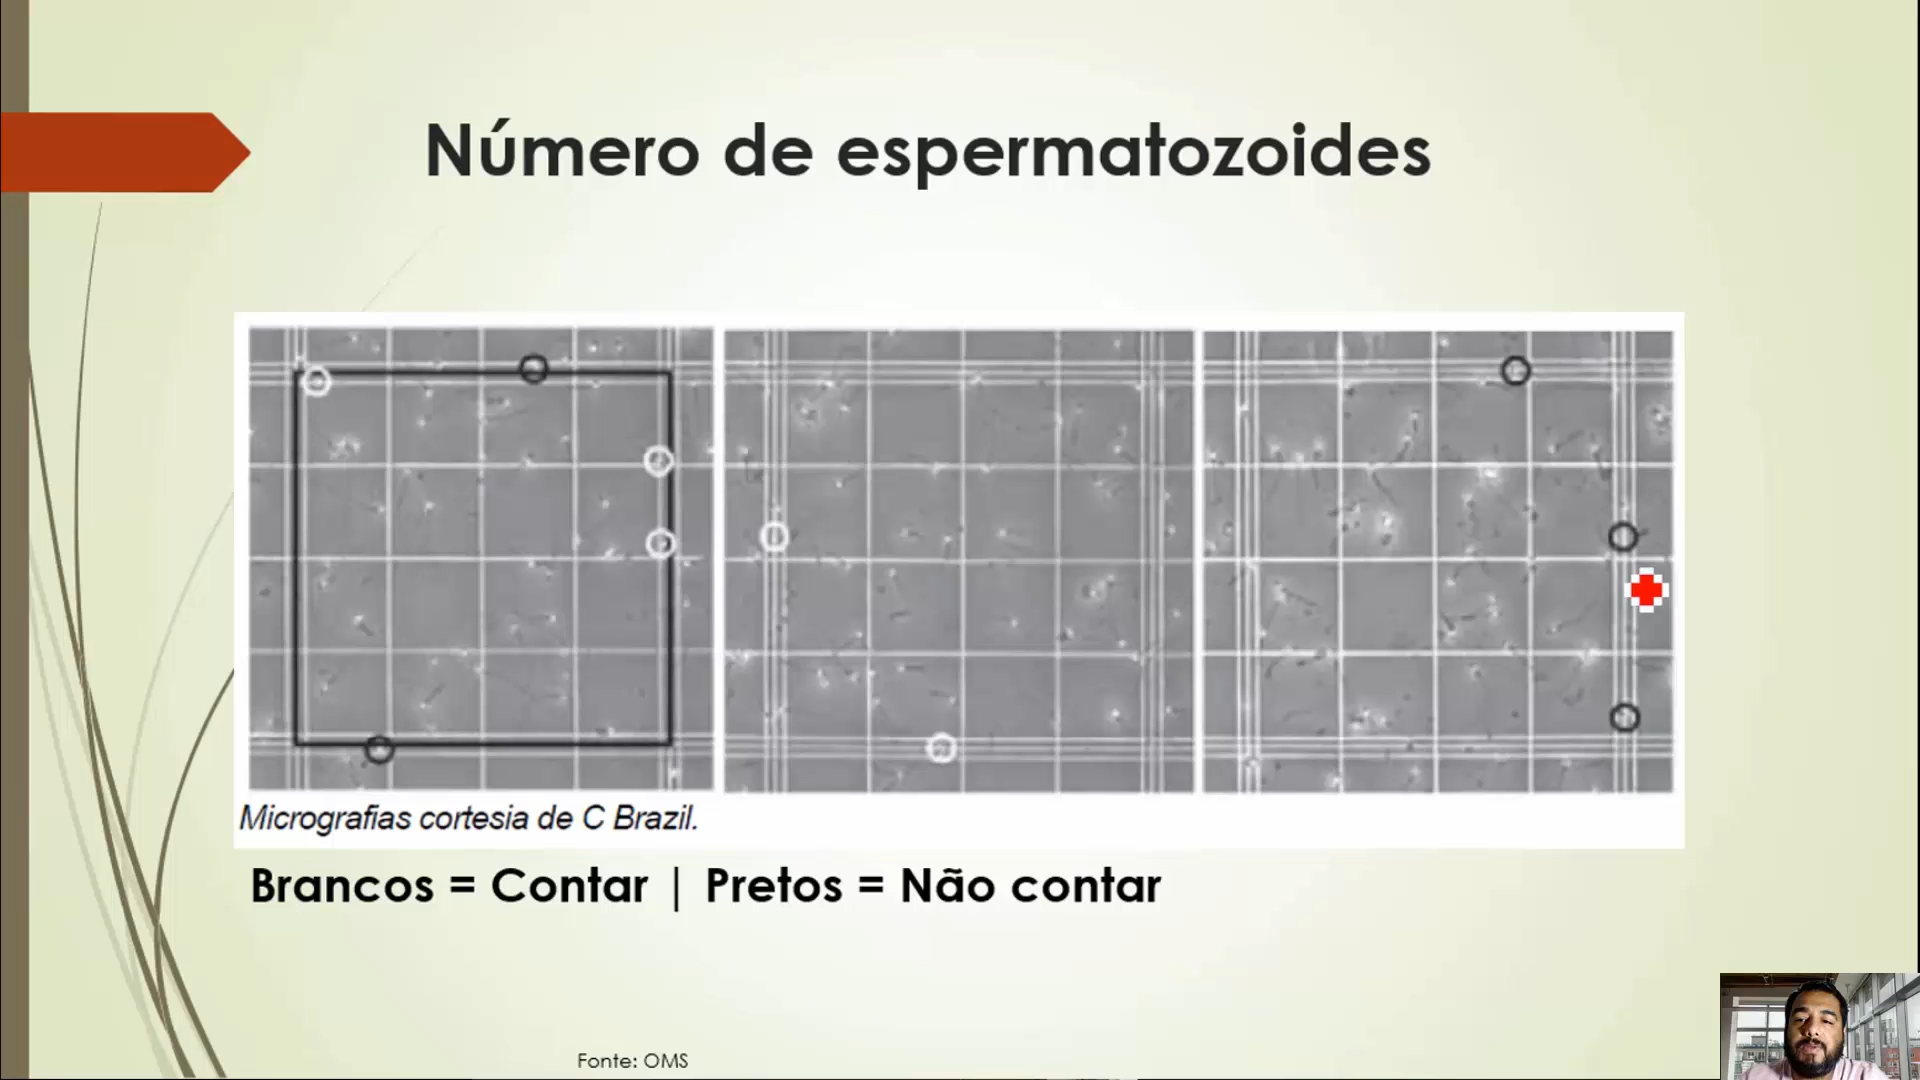 Número de espermatozoides
Micrografias cortesia de C Brazil.
Brancos = Contar | Pretos = Não contar
Fonte: OMS